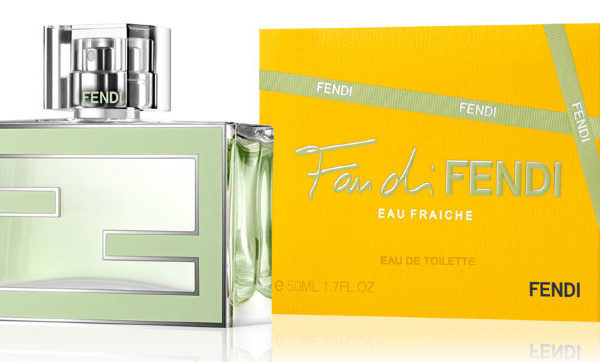 FENDI
FENDI
FENDI
FENDI
Fan di FENDI
EAU FRAICHE
EAU DE TOILETTE
e 50ML 1.7FL.OZ
FENDI